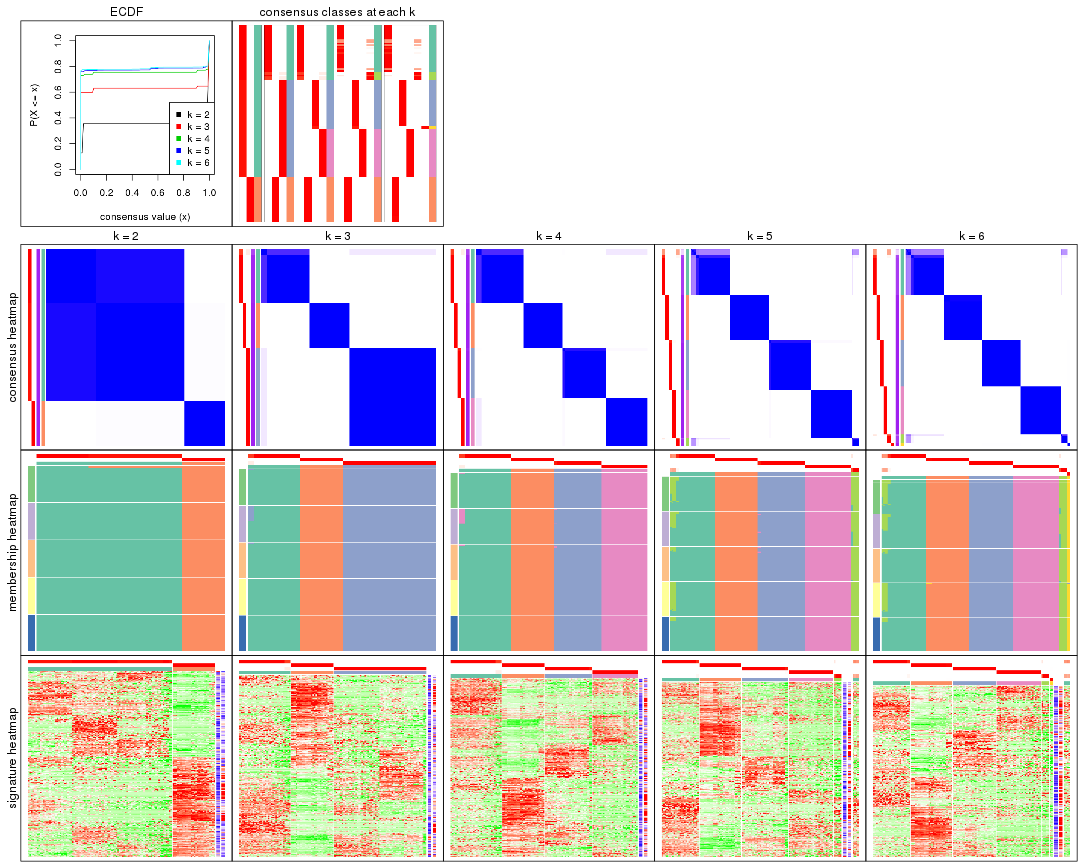 ECDF
consensus classes at each k
P(X <= x)
0.0 0.2 0.4 0.6 0.8 1.0
k = 2
k = 3
k = 4
k = 5
k = 6
0.0 0.2 0.4 0.6 0.8 1.0
consensus value (x)
k = 2
k = 3
k = 4
k = 5
k = 6
consensus heatmap
membership heatmap
signature heatmap